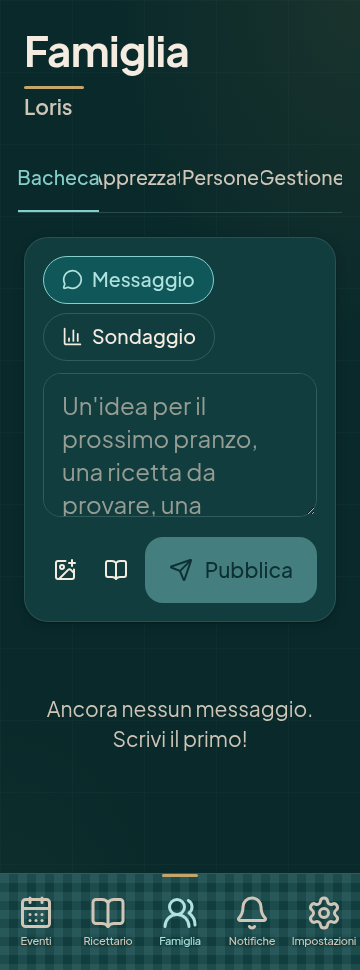 Famiglia
Loris
Bacheca
pprezzat
Persone
Gestione
Messaggio
Sondaggio
Un'idea per il
prossimo pranzo,
una ricetta da
provare, una
Pubblica
Ancora nessun messaggio.
Scrivi il primo!
Eventi
Ricettario
Famiglia
Notifiche
Impostazioni